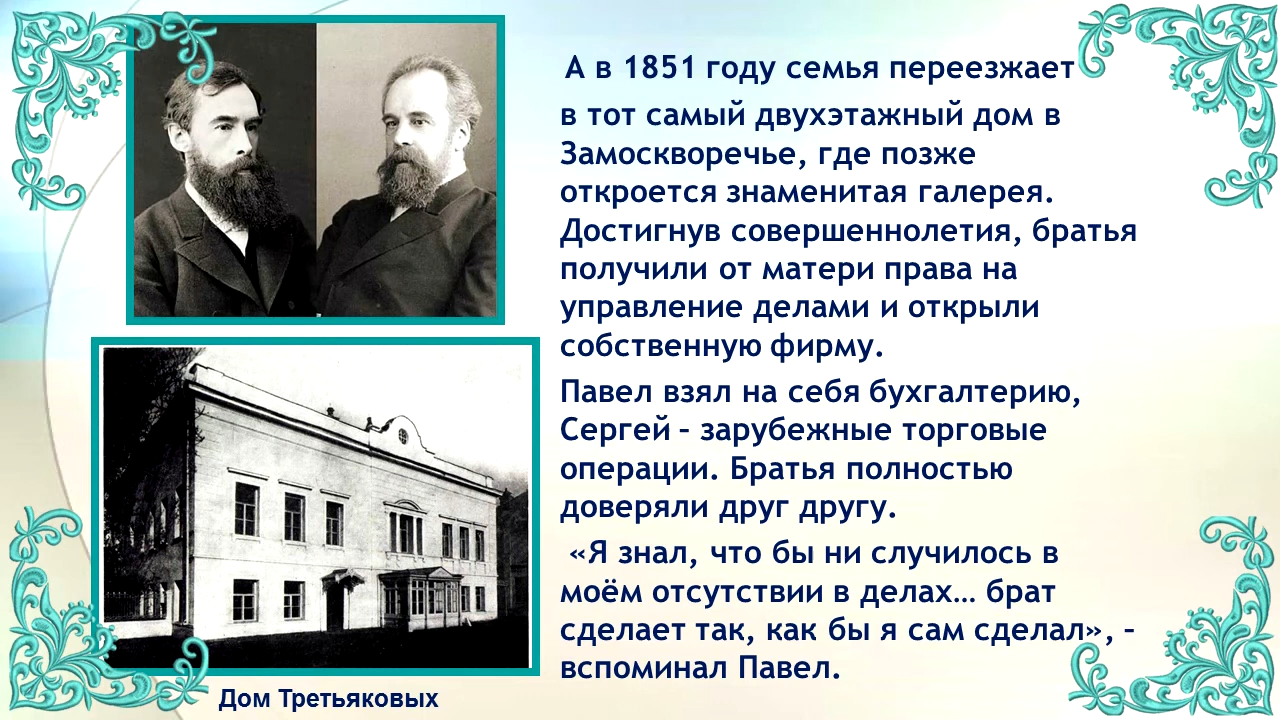 А в 1851 году семья переезжает
в тот самый двухэтажный дом в
Замоскворечье, где позже
откроется знаменитая галерея.
Достигнув совершеннолетия, братья
получили от матери права на
управление делами и открыли
собственную фирму.
Павел взял на себя бухгалтерию,
Сергей – зарубежные торговые
операции. Братья полностью
доверяли друг другу.
«Я знал, что бы ни случилось в
моём отсутствии в делах… брат
сделает так, как бы я сам сделал», –
вспоминал Павел.
Дом Третьяковых